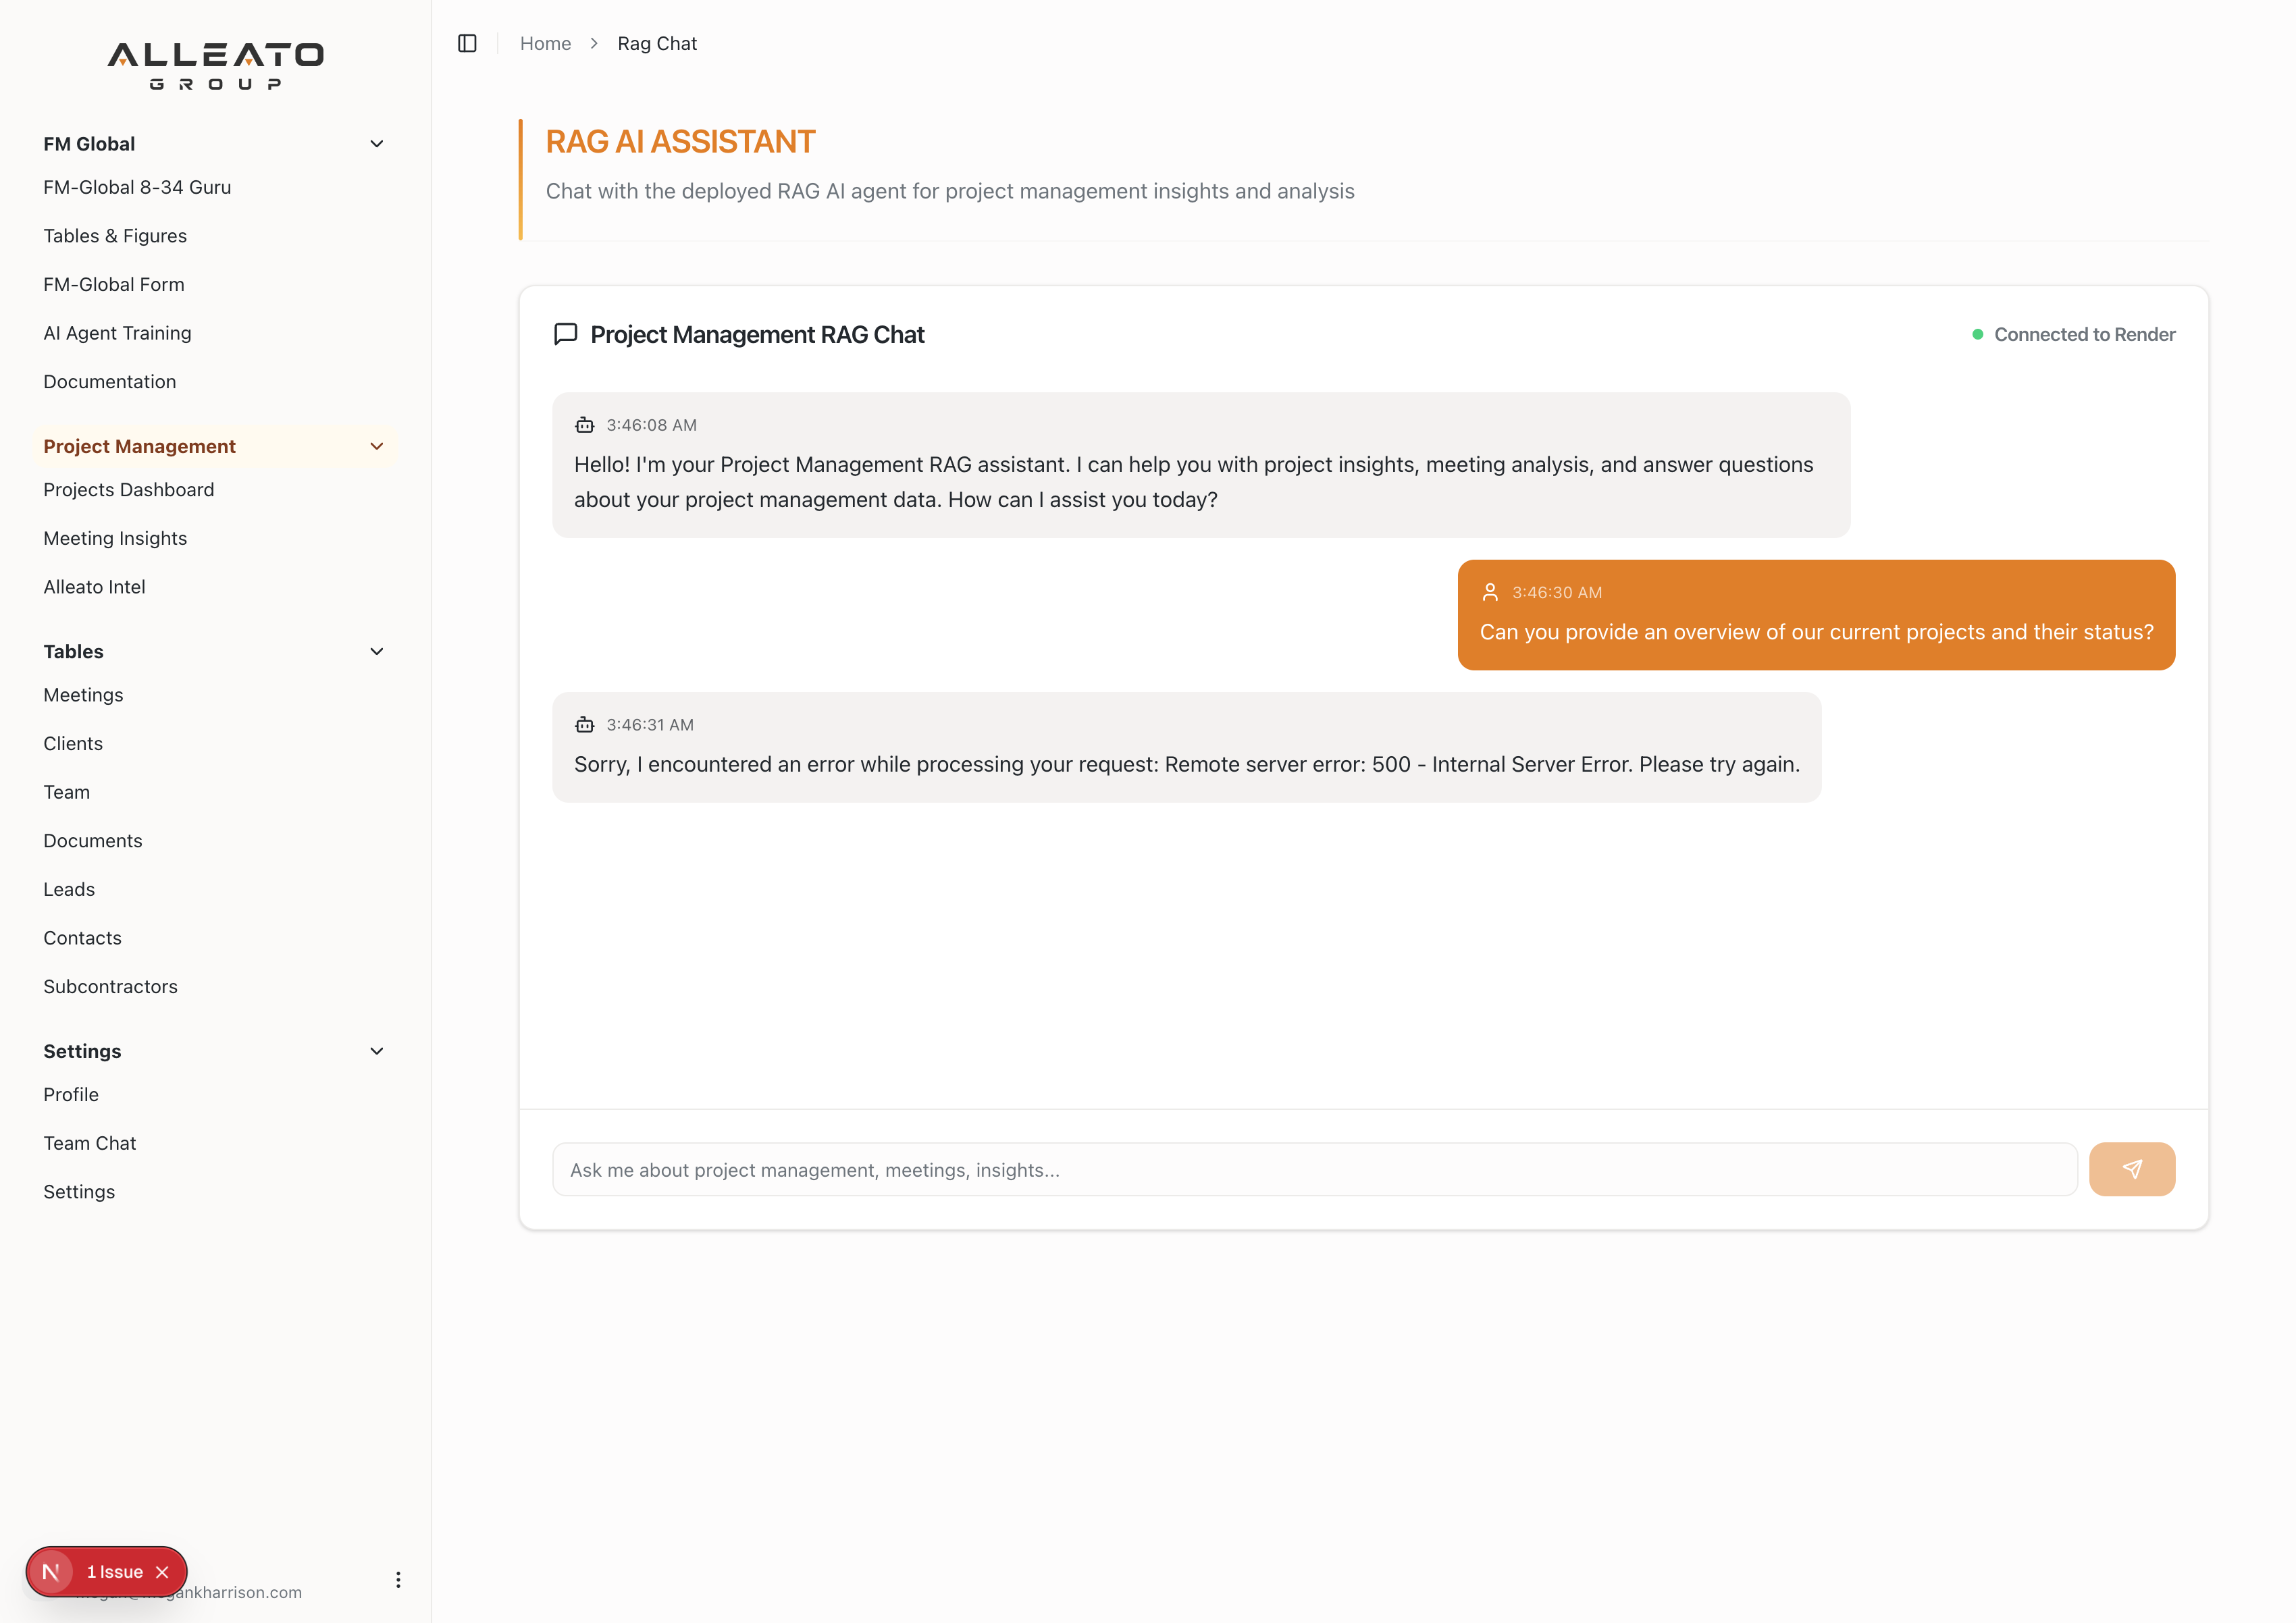 ALLEATO
GROUP
FM Global
FM-Global 8-34 Guru
Tables & Figures
FM-Global Form
AI Agent Training
Documentation
Project Management
Projects Dashboard
Meeting Insights
Alleato Intel
Tables
Meetings
Clients
Team
Documents
Leads
Contacts
Subcontractors
Settings
Profile
Team Chat
Settings
N 1 Issue
Home > Rag Chat
RAG AI ASSISTANT
Chat with the deployed RAG AI agent for project management insights and analysis
Project Management RAG Chat
Connected to Render
3:46:08 AM
Hello! I'm your Project Management RAG assistant. I can help you with project insights, meeting analysis, and answer questions
about your project management data. How can I assist you today?
3:46:30 AM
Can you provide an overview of our current projects and their status?
3:46:31 AM
Sorry, I encountered an error while processing your request: Remote server error: 500 - Internal Server Error. Please try again.
Ask me about project management, meetings, insights...